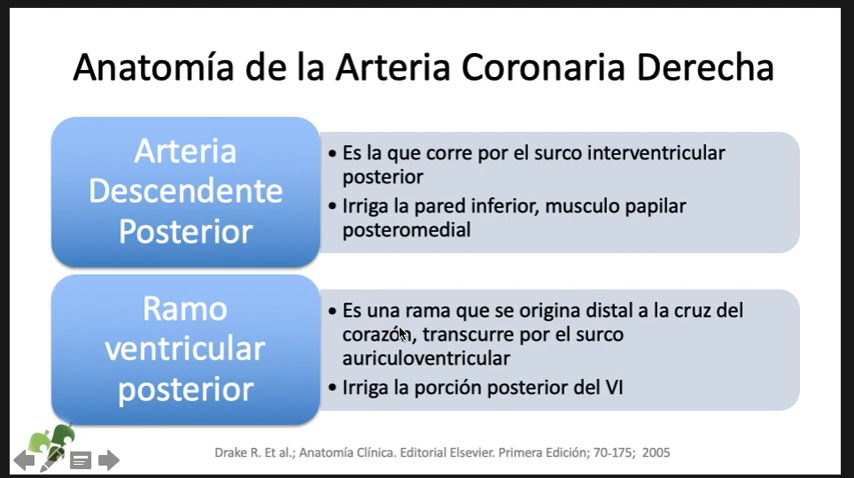 Anatomía de la Arteria Coronaria Derecha
Arteria
Descendente
Posterior
• Es la que corre por el surco interventricular
posterior
• Irriga la pared inferior, musculo papilar
posteromedial
Ramo
ventricular
posterior
• Es una rama que se origina distal a la cruz del
corazón, transcurre por el surco
auriculoventricular
• Irriga la porción posterior del VI
Drake R. Et al.; Anatomía Clínica. Editorial Elsevier. Primera Edición; 70-175; 2005